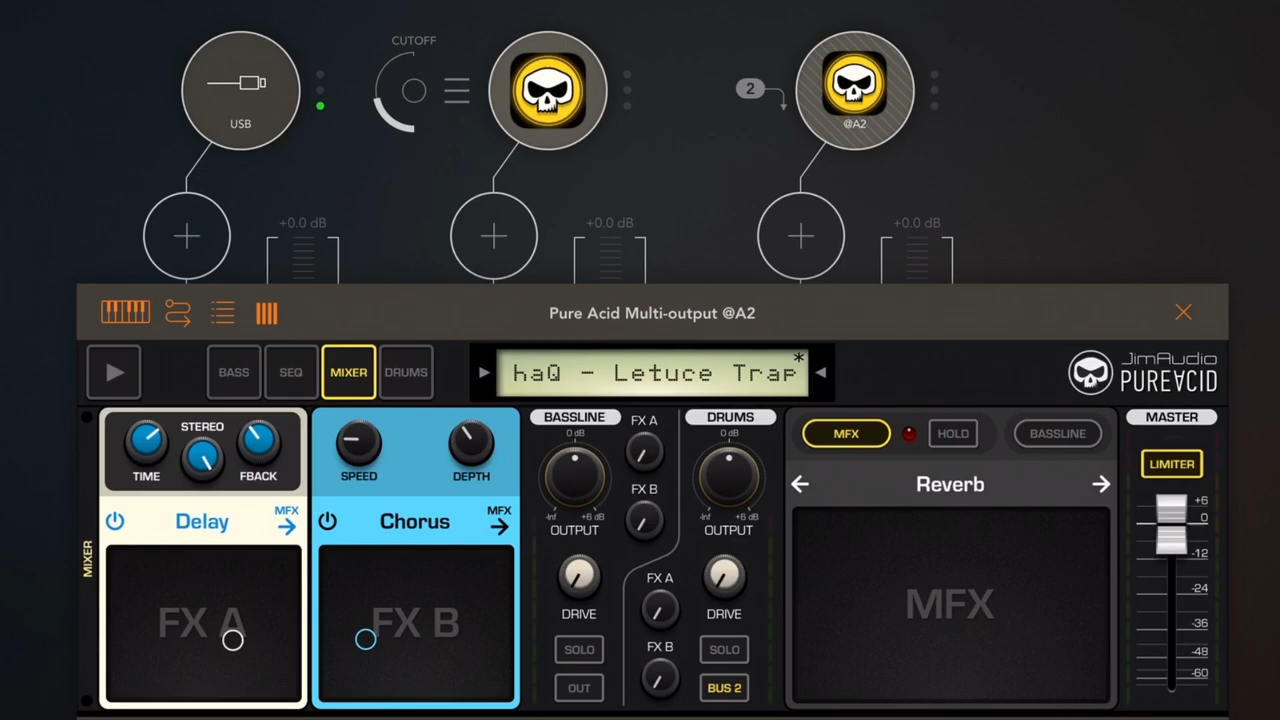 CUTOFF
USB
2
@A2
+0.0 dB
+0.0 dB
+0.0 dB
Pure Acid Multi-output @A2
BASS
SEQ
MIXER
DRUMS
haQ - Letuce Trap
*
JimAudio
PUREACID
MIXER
TIME
STEREO
FBACK
Delay
MFX
FX A
SPEED
DEPTH
Chorus
MFX
FX B
BASSLINE
0 dB
-Inf
+6 dB
OUTPUT
DRIVE
SOLO
OUT
FX A
FX B
FX A
FX B
DRUMS
0 dB
-Inf
+6 dB
OUTPUT
DRIVE
SOLO
BUS 2
MFX
HOLD
BASSLINE
Reverb
MFX
MASTER
LIMITER
+6
0
-12
-24
-36
-48
-60